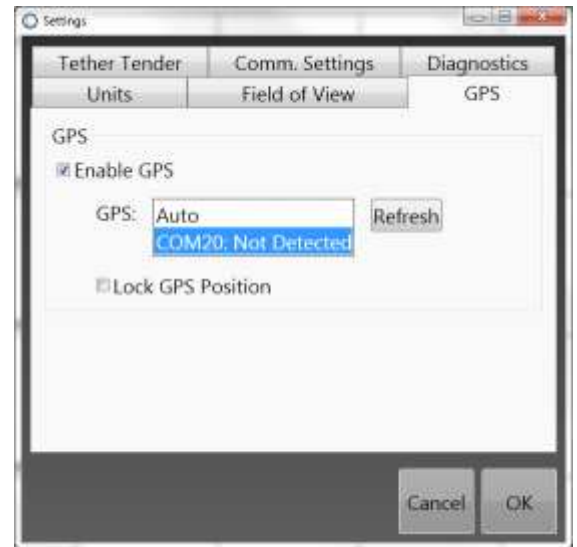 Settings
Tether Tender Comm. Settings Diagnostics
Units Field of View GPS
GPS
Enable GPS
GPS: Auto Refresh
COM20, Not Detected
Lock GPS Position
Cancel OK